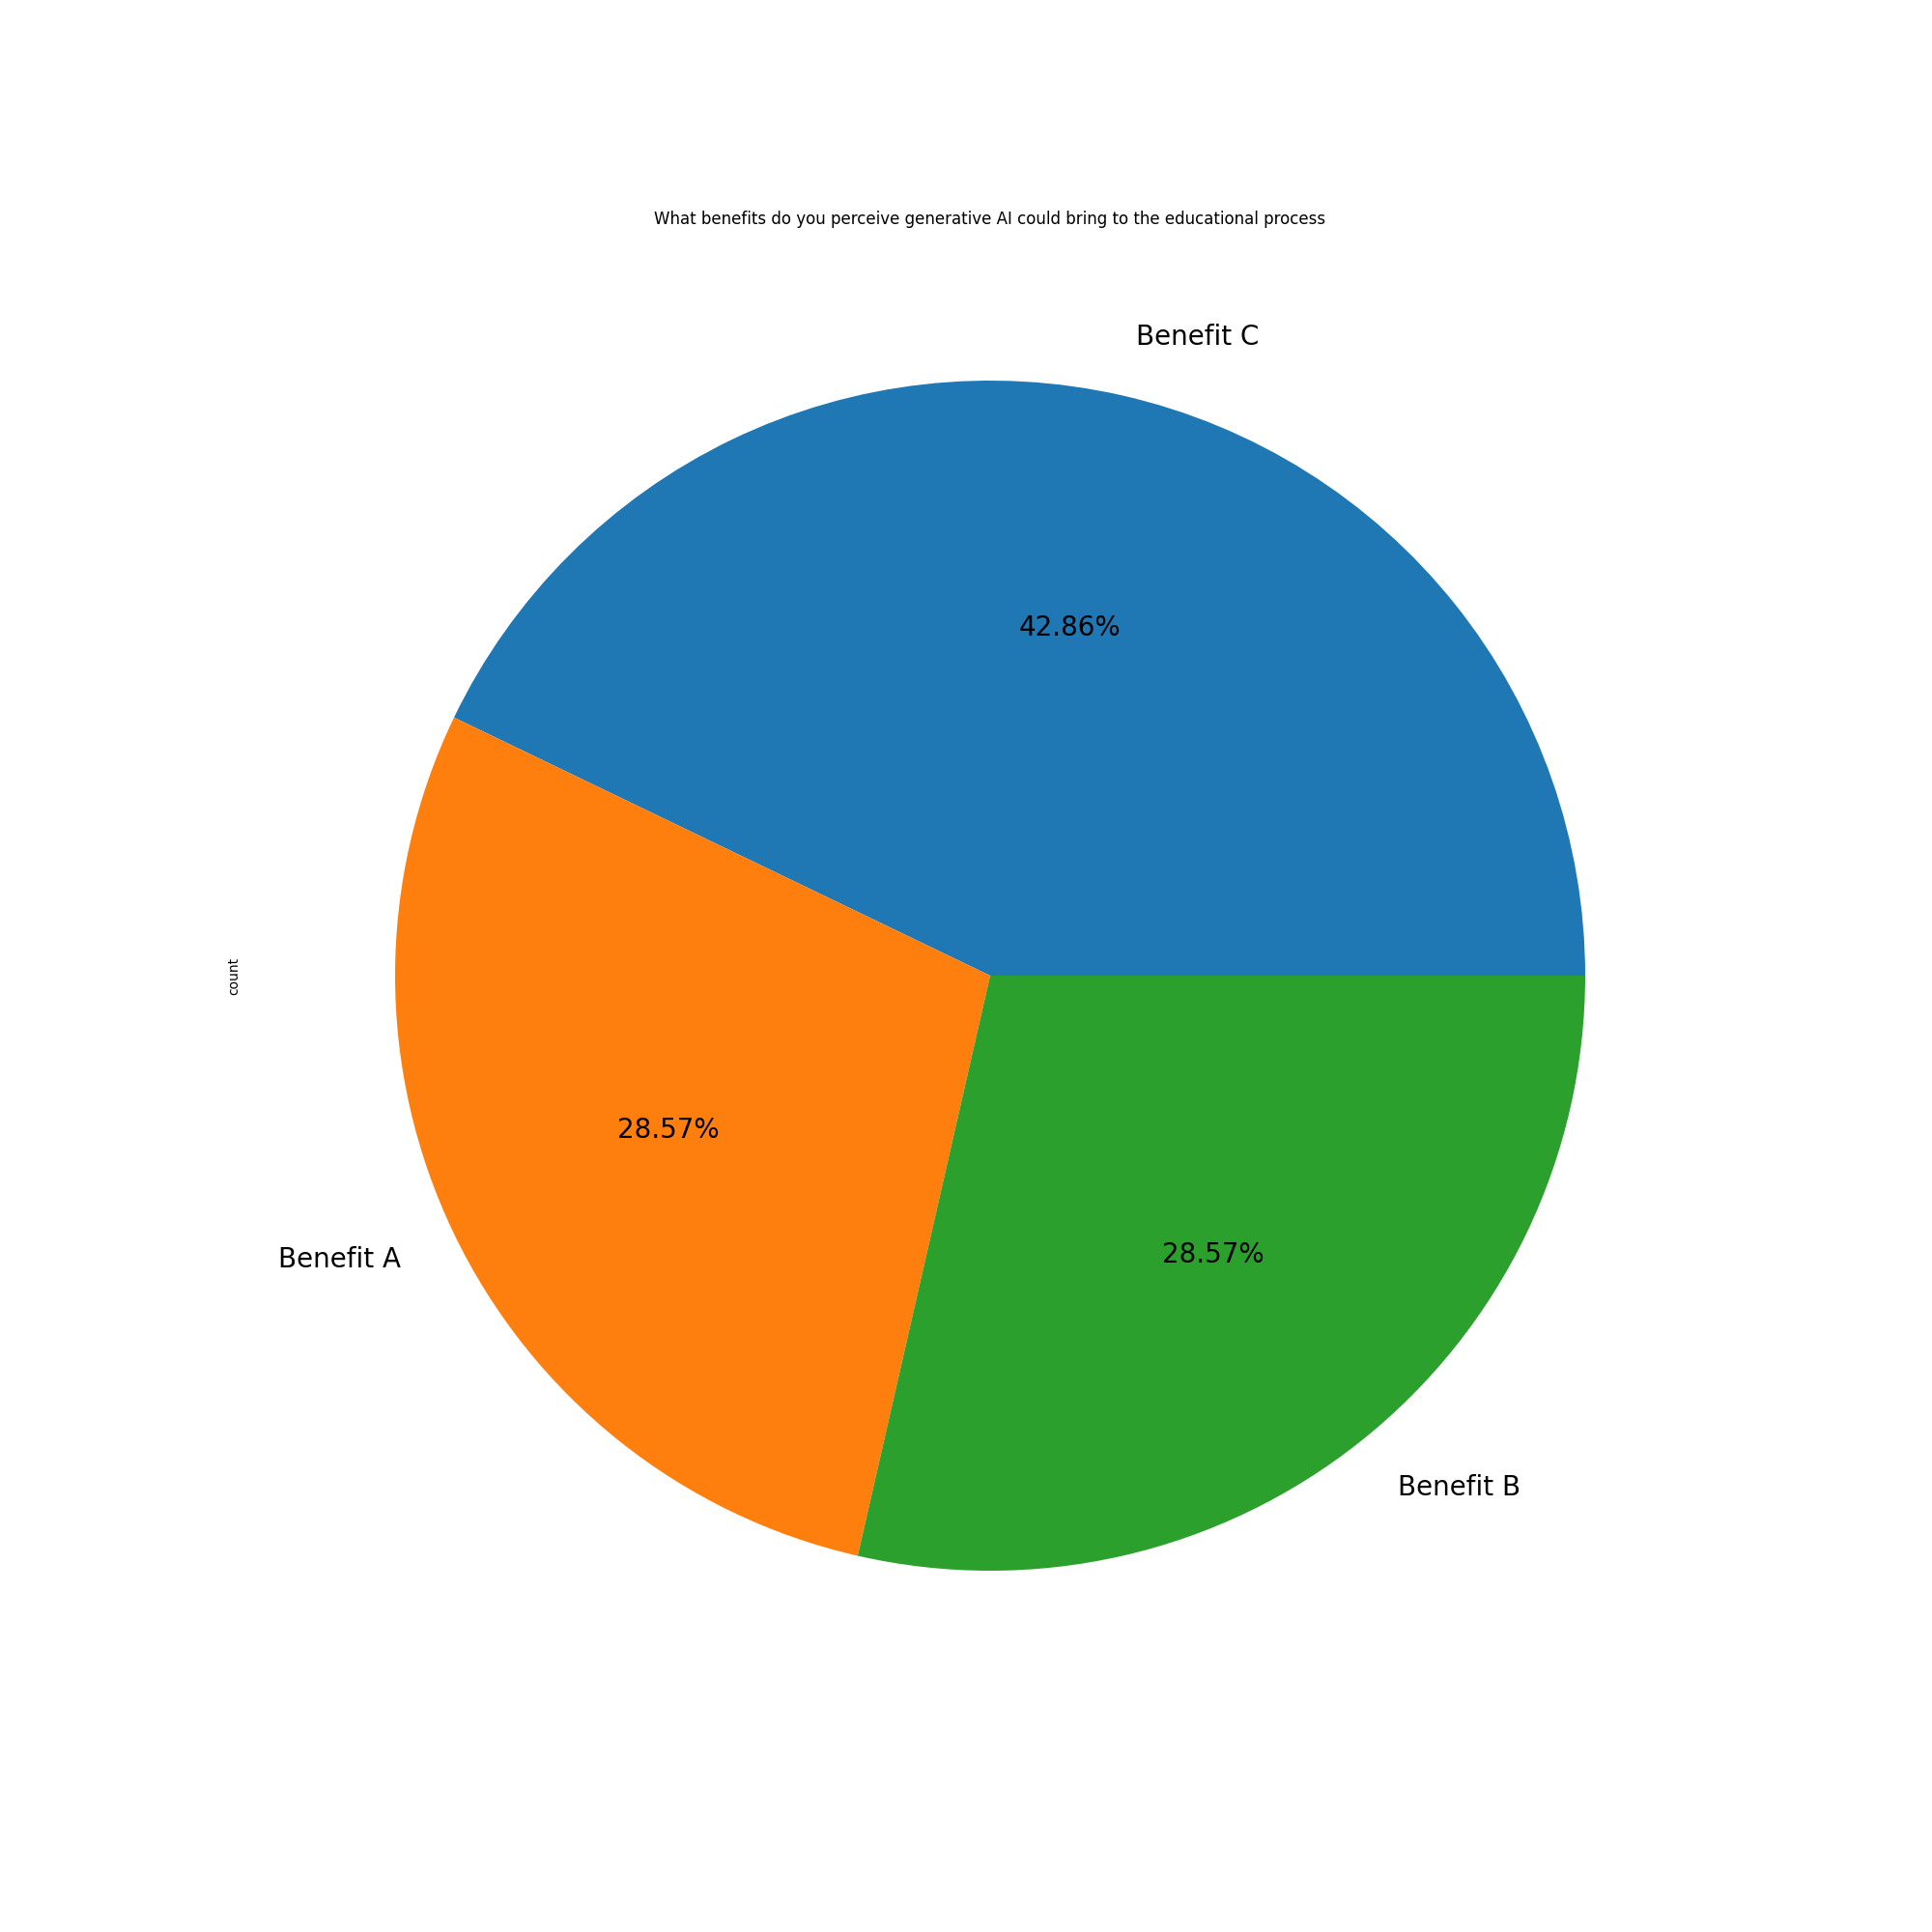 What benefits do you perceive generative AI could bring to the educational process
Benefit C
42.86%
count
28.57%
Benefit A
28.57%
Benefit B